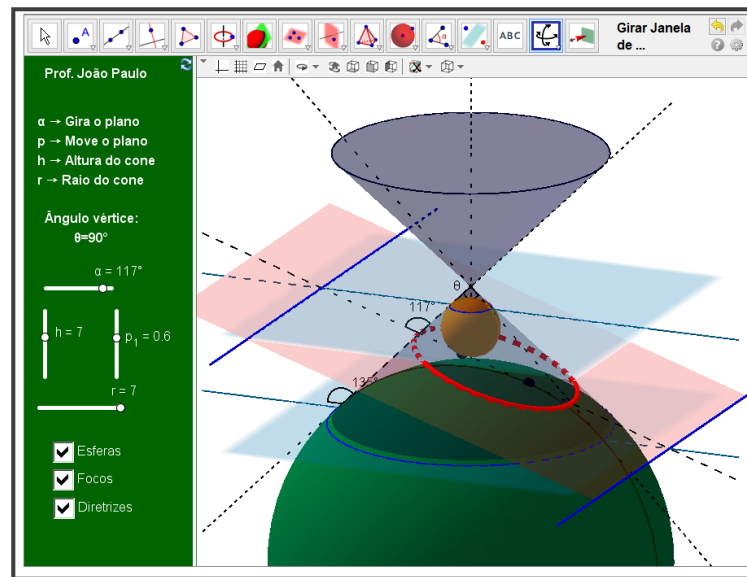 ABC
Girar Janela
de ...
Prof. João Paulo
α → Gira o plano
p → Move o plano
h → Altura do cone
r → Raio do cone
Ângulo vértice:
θ=90°
α = 117°
h = 7
p₁ = 0.6
r = 7
Esferas
Focos
Diretrizes
θ
117°
135°